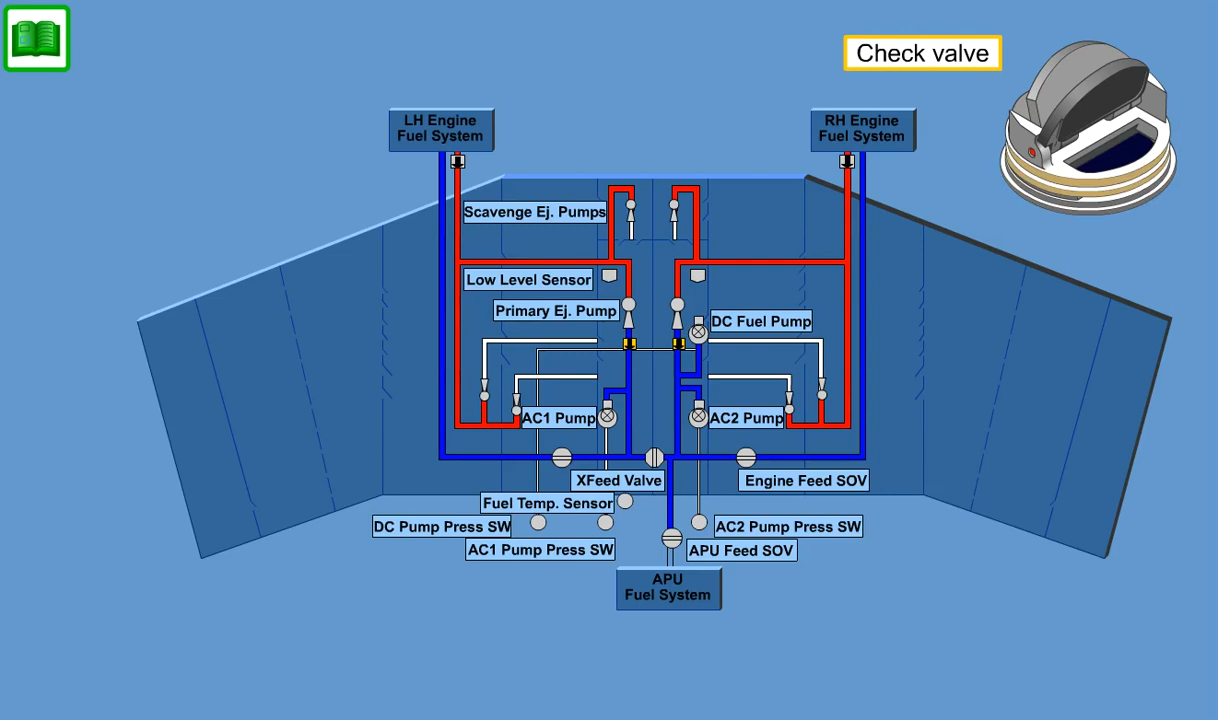 Check valve
LH Engine
Fuel System
RH Engine
Fuel System
Scavenge Ej. Pumps
Low Level Sensor
Primary Ej. Pump
DC Fuel Pump
AC1 Pump
AC2 Pump
XFeed Valve
Engine Feed SOV
Fuel Temp. Sensor
DC Pump Press SW
AC2 Pump Press SW
AC1 Pump Press SW
APU Feed SOV
APU
Fuel System